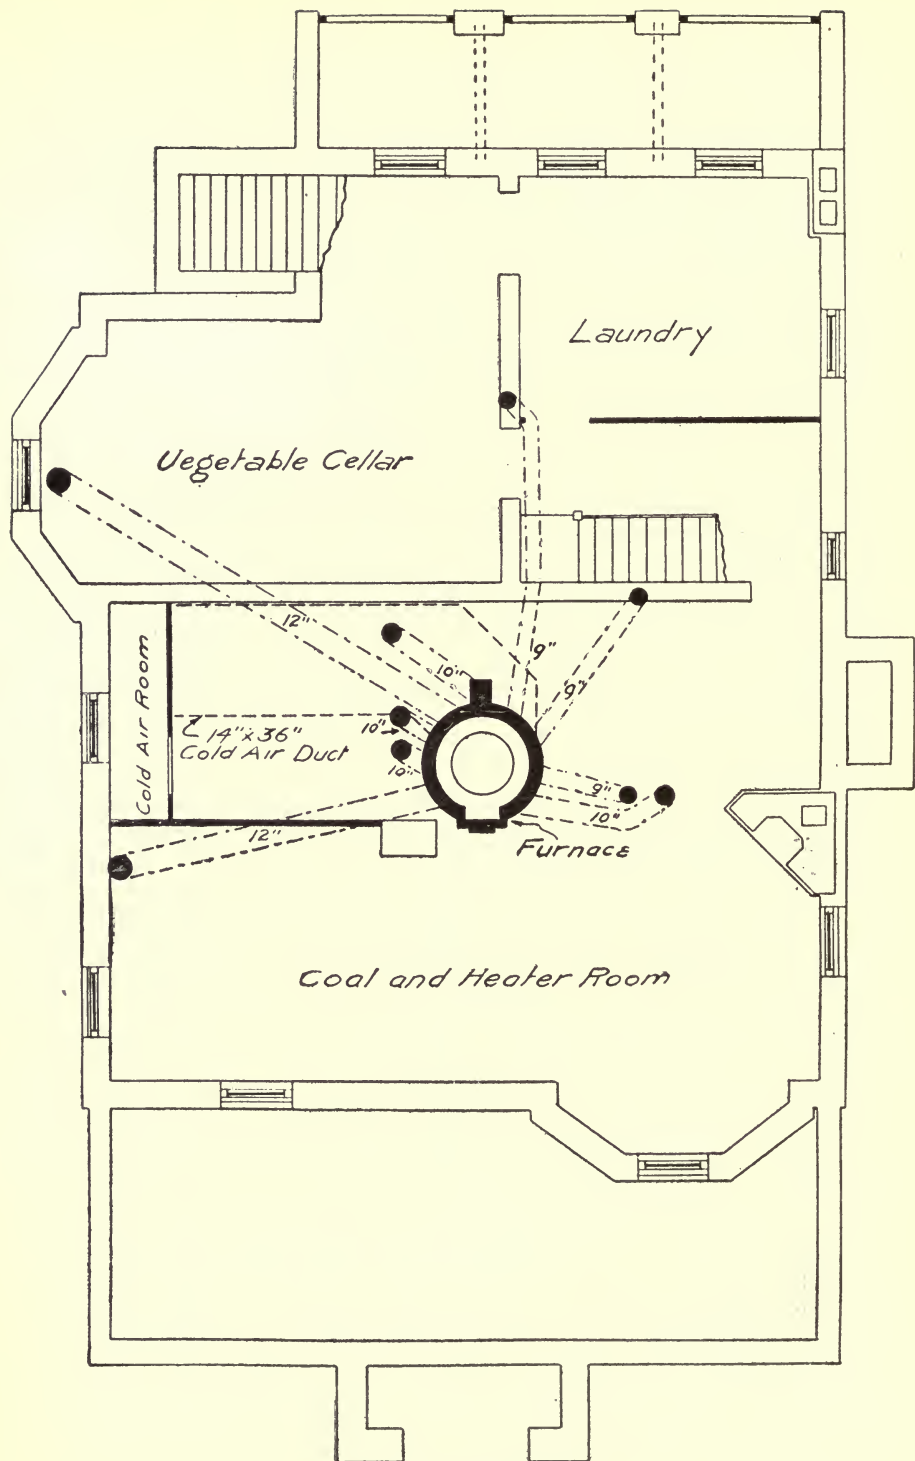 Laundry
Vegetable Cellar
12"
10"
9"
9"
Cold Air Room
14"x36"
Cold Air Duct
10"
10"
9"
10"
12"
Furnace
Coal and Heater Room